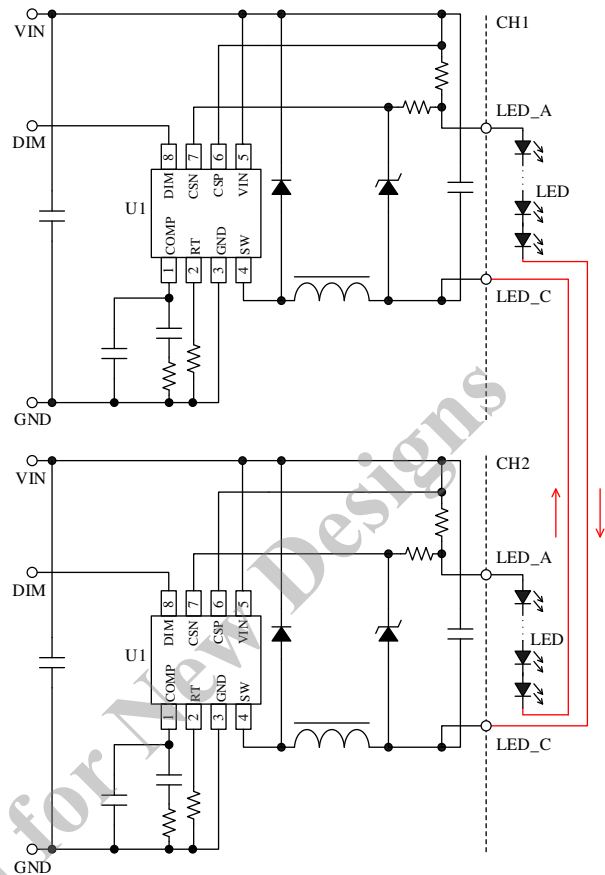 VIN
CH1
LED_A
DIM
8 7 6 5
DIM CSN CSP VIN
U1
LED
COMP RT GND SW
1 2 3 4
LED_C
GND
VIN
CH2
LED_A
DIM
8 7 6 5
DIM CSN CSP VIN
U1
LED
COMP RT GND SW
1 2 3 4
LED_C
GND
for New Designs